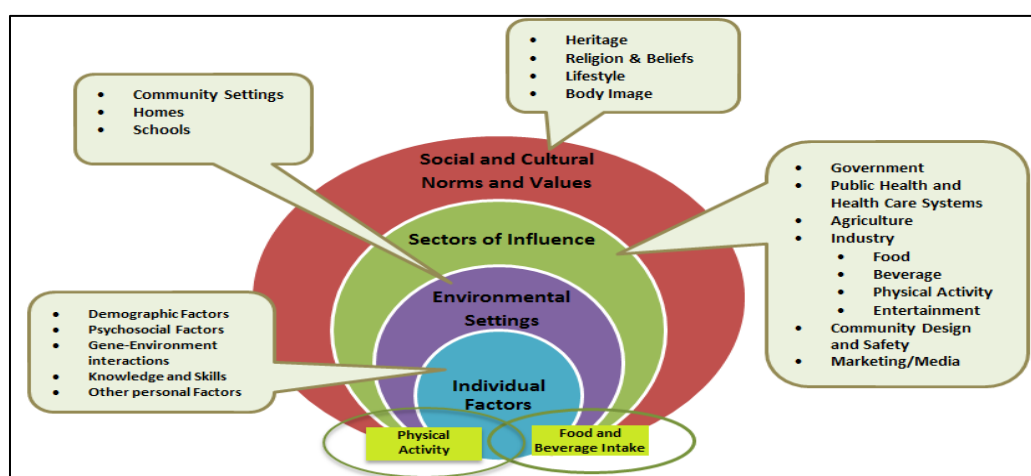 • Heritage
• Religion & Beliefs
• Lifestyle
• Body Image
• Community Settings
• Homes
• Schools
Social and Cultural
Norms and Values
• Government
• Public Health and
Health Care Systems
• Agriculture
• Industry
• Food
• Beverage
• Physical Activity
• Entertainment
• Community Design
and Safety
• Marketing/Media
Sectors of Influence
Environmental
Settings
• Demographic Factors
• Psychosocial Factors
• Gene-Environment
interactions
• Knowledge and Skills
• Other personal Factors
Individual
Factors
Physical
Activity
Food and
Beverage Intake